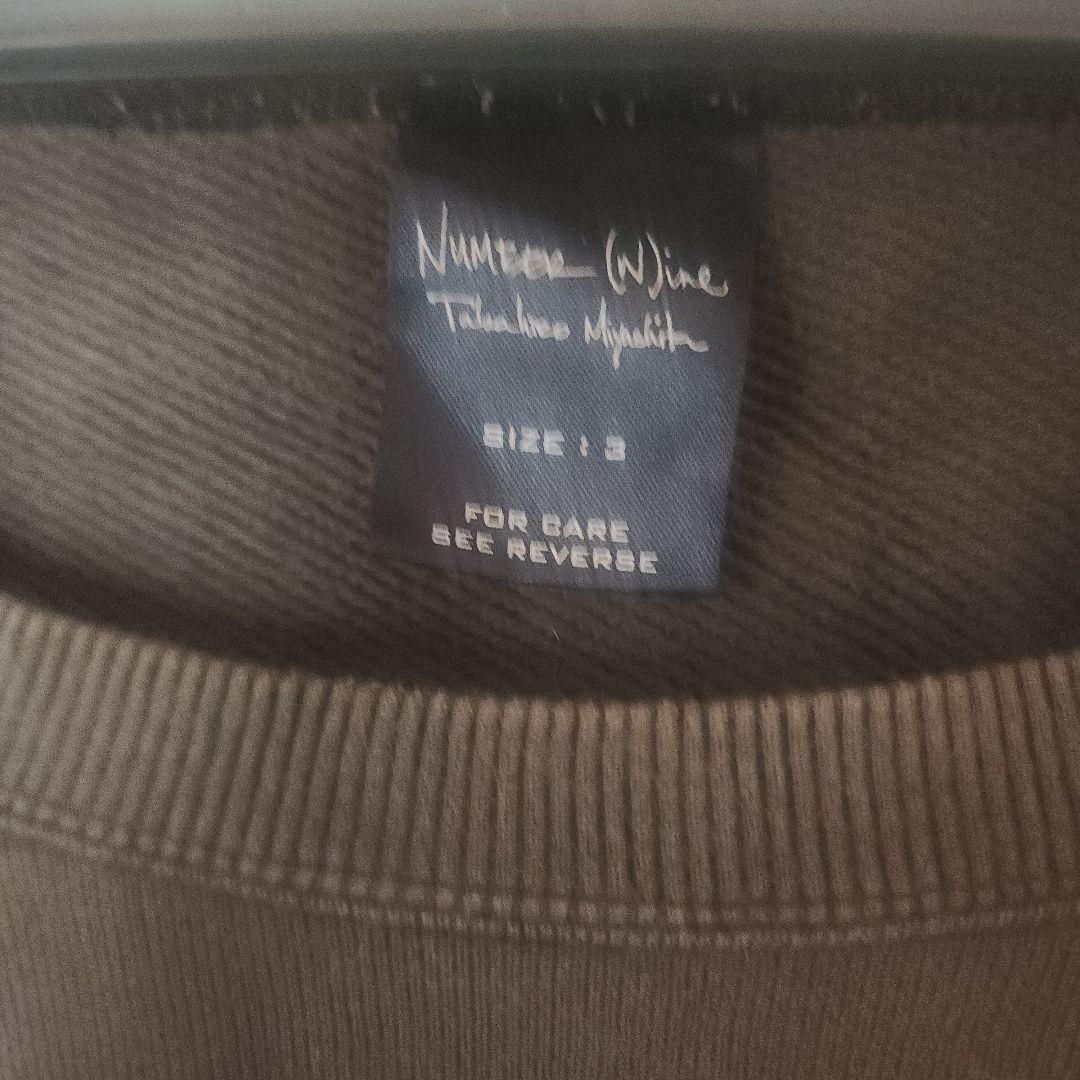 NUMBER (N)ine
Takahiro Miyashita
SIZE : 3
FOR CARE
SEE REVERSE